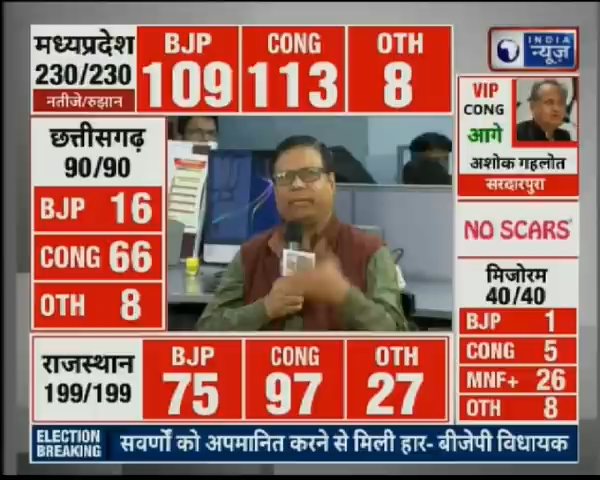 मध्यप्रदेश
230/230
नतीजे/रुझान
BJP
109
CONG
113
OTH
8
INDIA
न्यूज़
छत्तीसगढ़
90/90
BJP 16
CONG 66
OTH 8
VIP
CONG
आगे
अशोक गहलोत
सरदारपुरा
NO SCARS
मिजोरम
40/40
BJP 1
CONG 5
MNF+ 26
OTH 8
राजस्थान
199/199
BJP
75
CONG
97
OTH
27
ELECTION
BREAKING
सवर्णों को अपमानित करने से मिली हार- बीजेपी विधायक